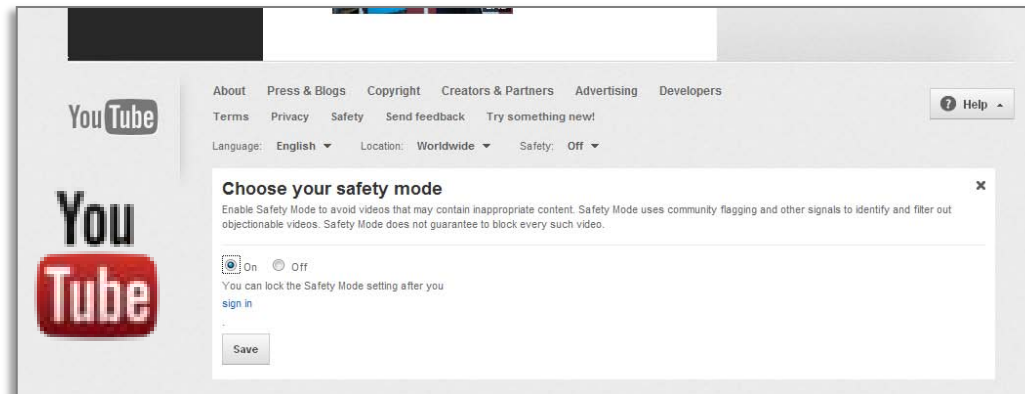 About Press & Blogs Copyright Creators & Partners Advertising Developers
YouTube
Help
Terms Privacy Safety Send feedback Try something new!
Language: English Location: Worldwide Safety: Off
Choose your safety mode
Enable Safety Mode to avoid videos that may contain inappropriate content. Safety Mode uses community flagging and other signals to identify and filter out
objectionable videos. Safety Mode does not guarantee to block every such video.
You
Tube
On Off
You can lock the Safety Mode setting after you
sign in
.
Save